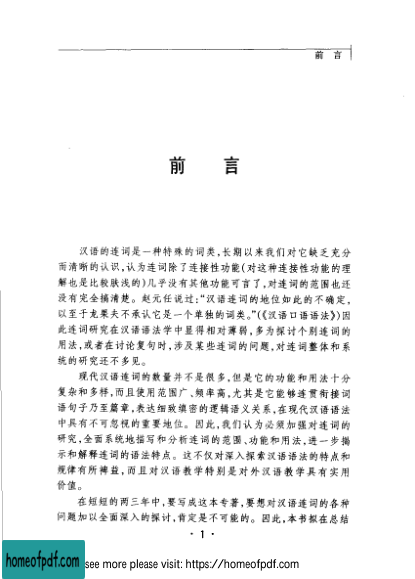 前 言
前 言
汉语的连词是一种特殊的词类,长期以来我们对它缺乏充分
而清晰的认识,认为连词除了连接性功能(对这种连接性功能的理
解也是比较肤浅的)几乎没有其他功能可言了,对连词的范围也还
没有完全搞清楚。赵元任说过:“汉语连词的地位如此的不确定,
以至于龙果夫不承认它是一个单独的词类。”(《汉语口语语法》)因
此连词研究在汉语语法学中显得相对薄弱,多为探讨个别连词的
用法,或者在讨论复句时,涉及某些连词的问题,对连词整体和系
统的研究还不多见。
现代汉语连词的数量并不是很多,但是它的功能和用法十分
复杂和多样,而且使用范围广、频率高,尤其是它能够连贯衔接词
语句子乃至篇章,表达细致缜密的逻辑语义关系,在现代汉语语法
中具有不可忽视的重要地位。因此,我们认为必须加强对连词的
研究,全面系统地描写和分析连词的范围、功能和用法,进一步揭
示和解释连词的语法特点。这不仅对深入探索汉语语法的特点和
规律有所裨益,而且对汉语教学特别是对外汉语教学具有实用
价值。
在短短的两三年中,要写成这本专著,要想对汉语连词的各种
问题加以全面深入的探讨,肯定是不可能的。因此,本书拟在总结
· 1 ·
homeofpdf.com
see more please visit: https://homeofpdf.com